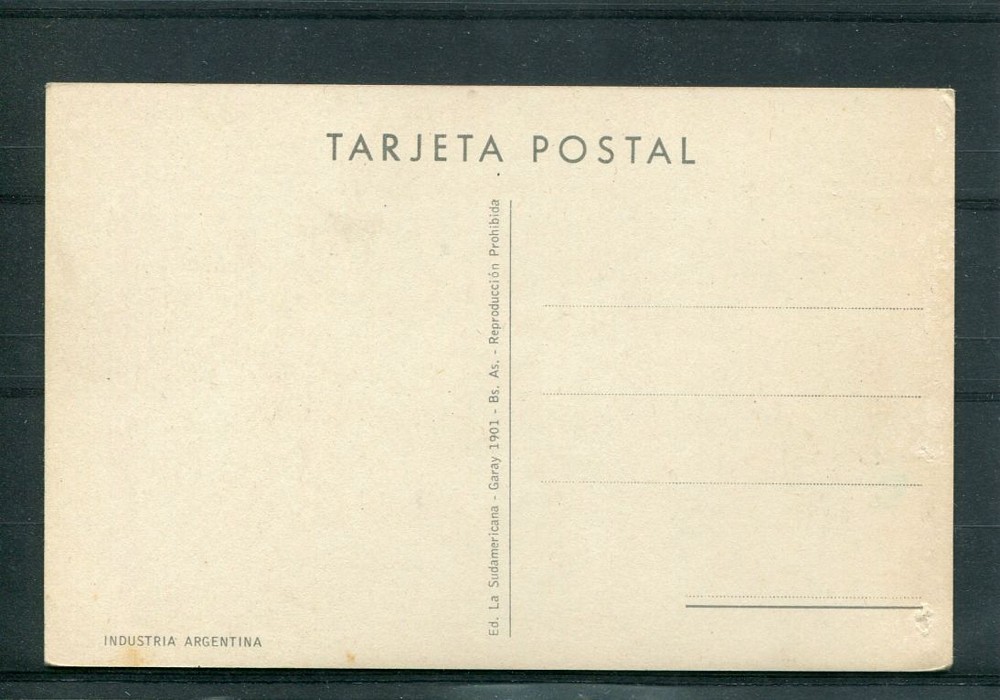 TARJETA POSTAL
Ed. La Sudamericana - Garay 1901 - Bs. As. - Reproducción Prohibida
INDUSTRIA ARGENTINA